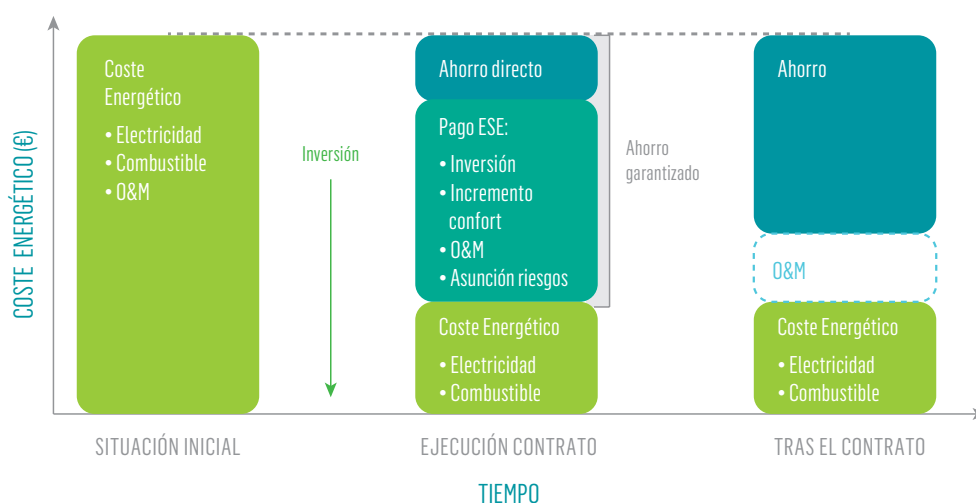 COSTE ENERGÉTICO (€)
Coste
Energético
• Electricidad
• Combustible
• O&M
Inversión
Ahorro directo
Pago ESE:
• Inversión
• Incremento
confort
• O&M
• Asunción riesgos
Coste Energético
• Electricidad
• Combustible
Ahorro
garantizado
Ahorro
O&M
Coste Energético
• Electricidad
• Combustible
SITUACIÓN INICIAL
EJECUCIÓN CONTRATO
TRAS EL CONTRATO
TIEMPO